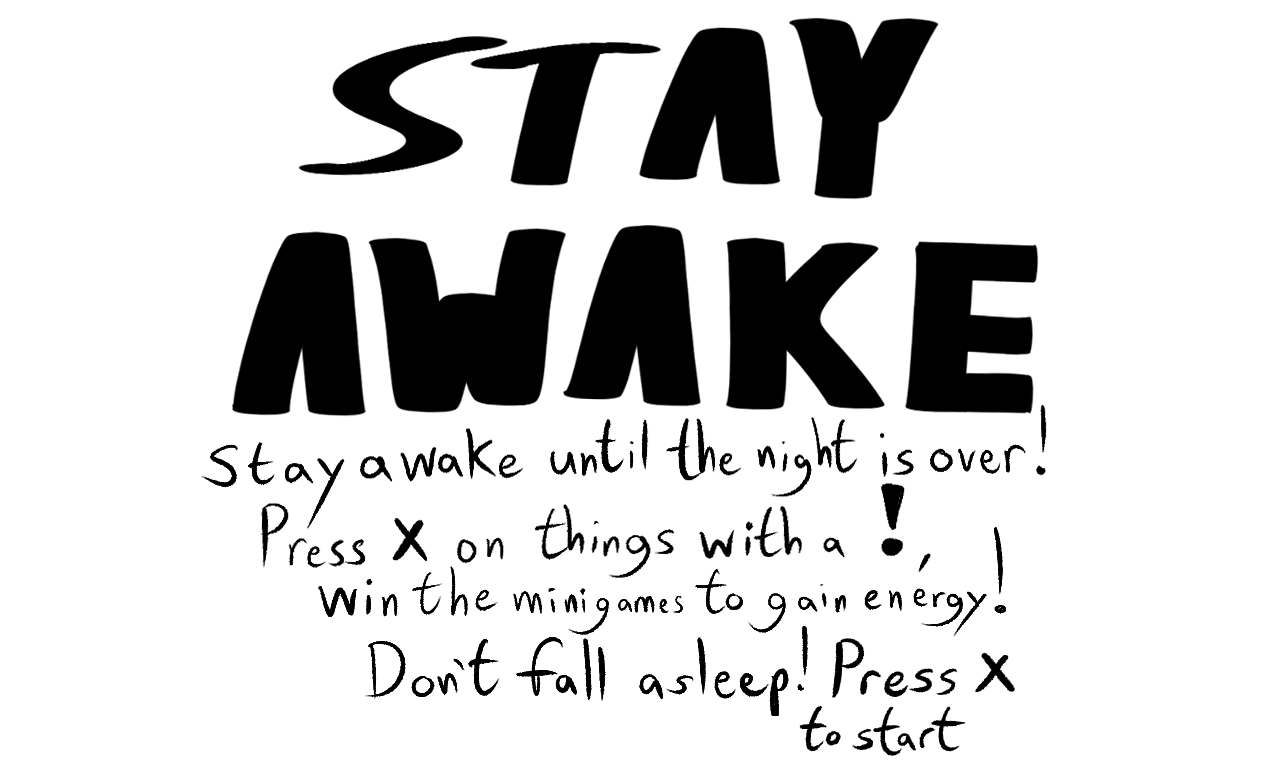 STAY
AWAKE
Stay awake until the night is over!
Press X on things with a !,
win the minigames to gain energy!
Don't fall asleep! Press X
to start